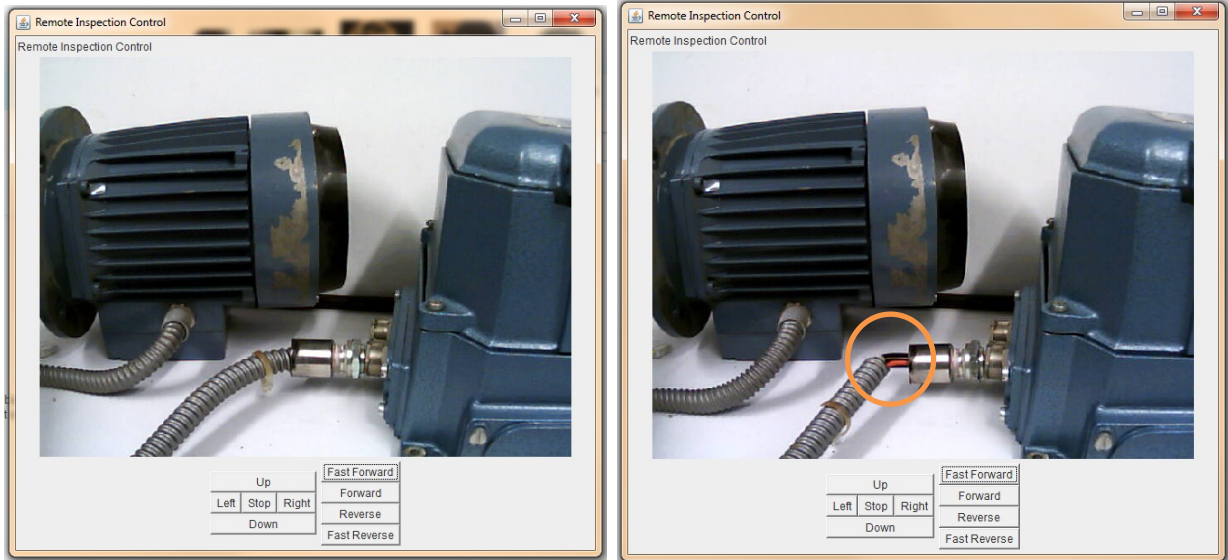 Remote Inspection Control
Remote Inspection Control
Up
Left Stop Right
Down
Fast Forward
Forward
Reverse
Fast Reverse
Remote Inspection Control
Remote Inspection Control
Up
Left Stop Right
Down
Fast Forward
Forward
Reverse
Fast Reverse